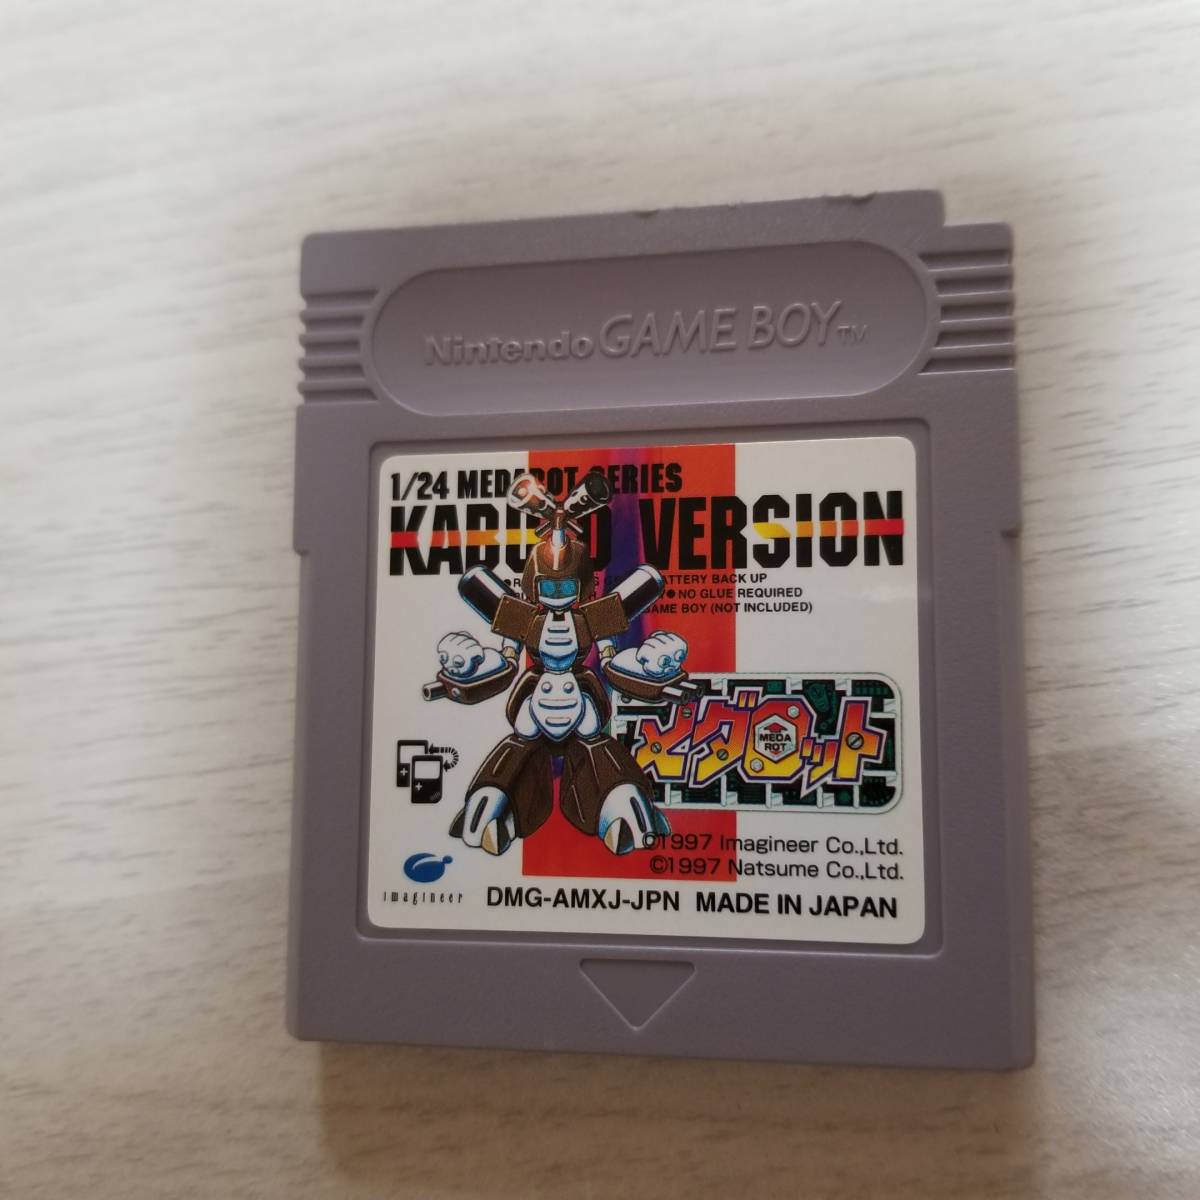 Nintendo GAME BOY™
1/24 MEDAROT SERIES
KABUTO VERSION
BATTERY BACK UP
● NO GLUE REQUIRED
GAME BOY (NOT INCLUDED)
メダロット
MEDA
ROT
©1997 Imagineer Co.,Ltd.
©1997 Natsume Co.,Ltd.
imagineer
DMG-AMXJ-JPN MADE IN JAPAN